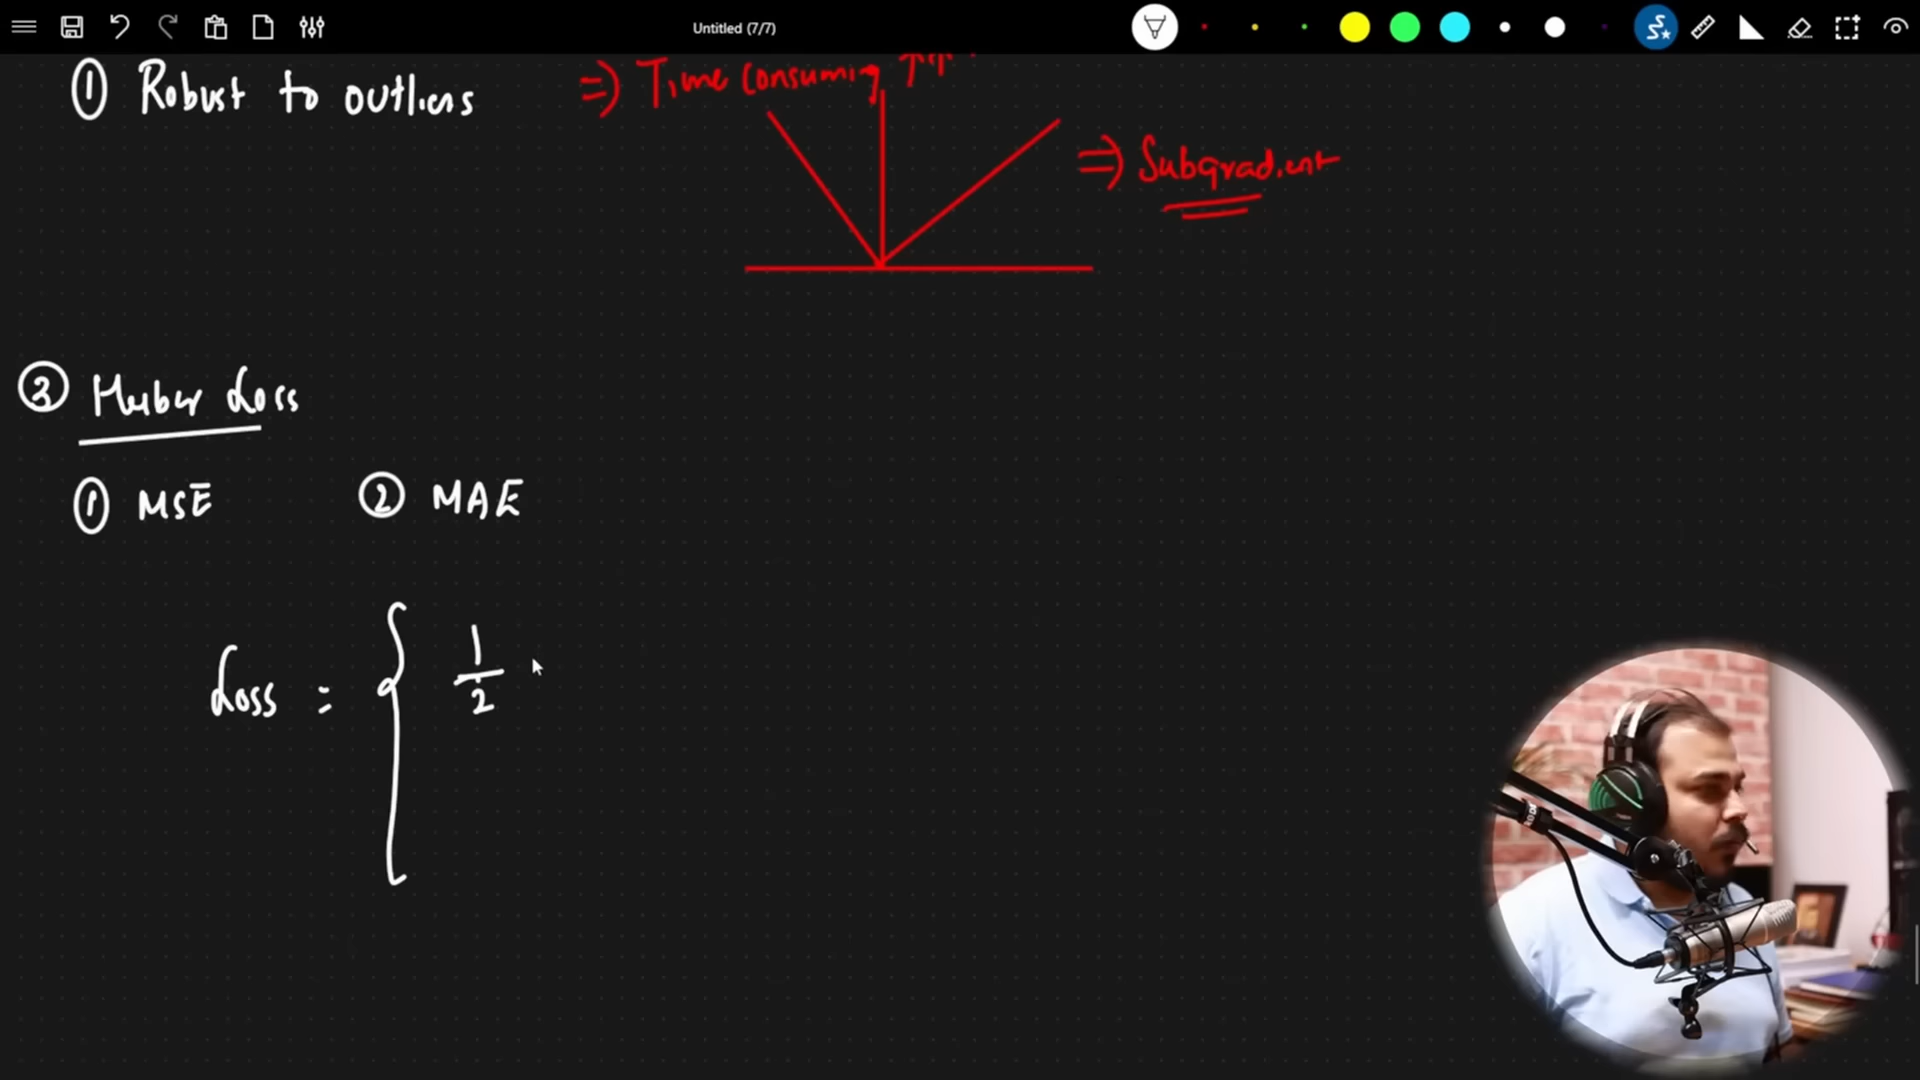 Untitled (7/7)
① Robust to outliers
⇒) Time consuming
⇒) Subgradient
③ Huber Loss
① MSE ② MAE
Loss = { 1/2